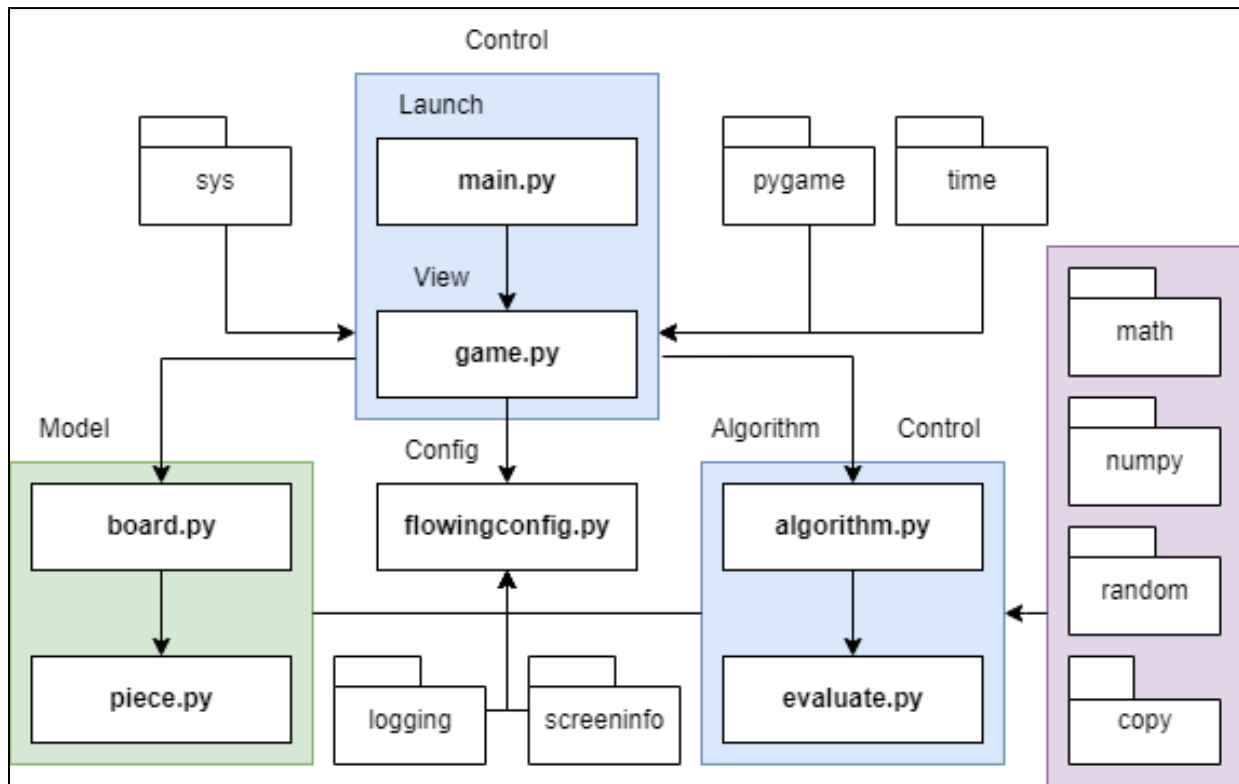 Control
Launch
sys
main.py
pygame
time
View
math
game.py
Model
Config
Algorithm
Control
numpy
board.py
flowingconfig.py
algorithm.py
random
piece.py
logging
screeninfo
evaluate.py
copy